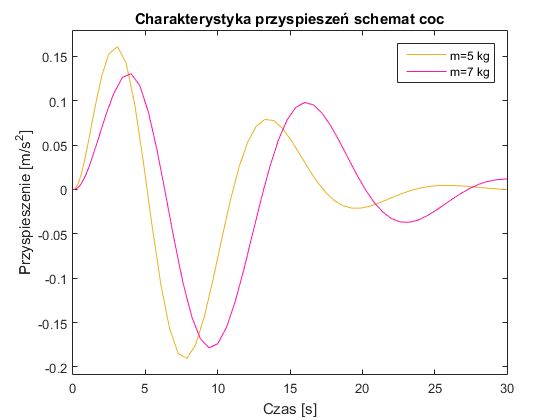 Charakterystyka przyspieszeń schemat coc
m=5 kg
m=7 kg
Przyspieszenie [m/s²]
0.15
0.1
0.05
0
-0.05
-0.1
-0.15
-0.2
0 5 10 15 20 25 30
Czas [s]